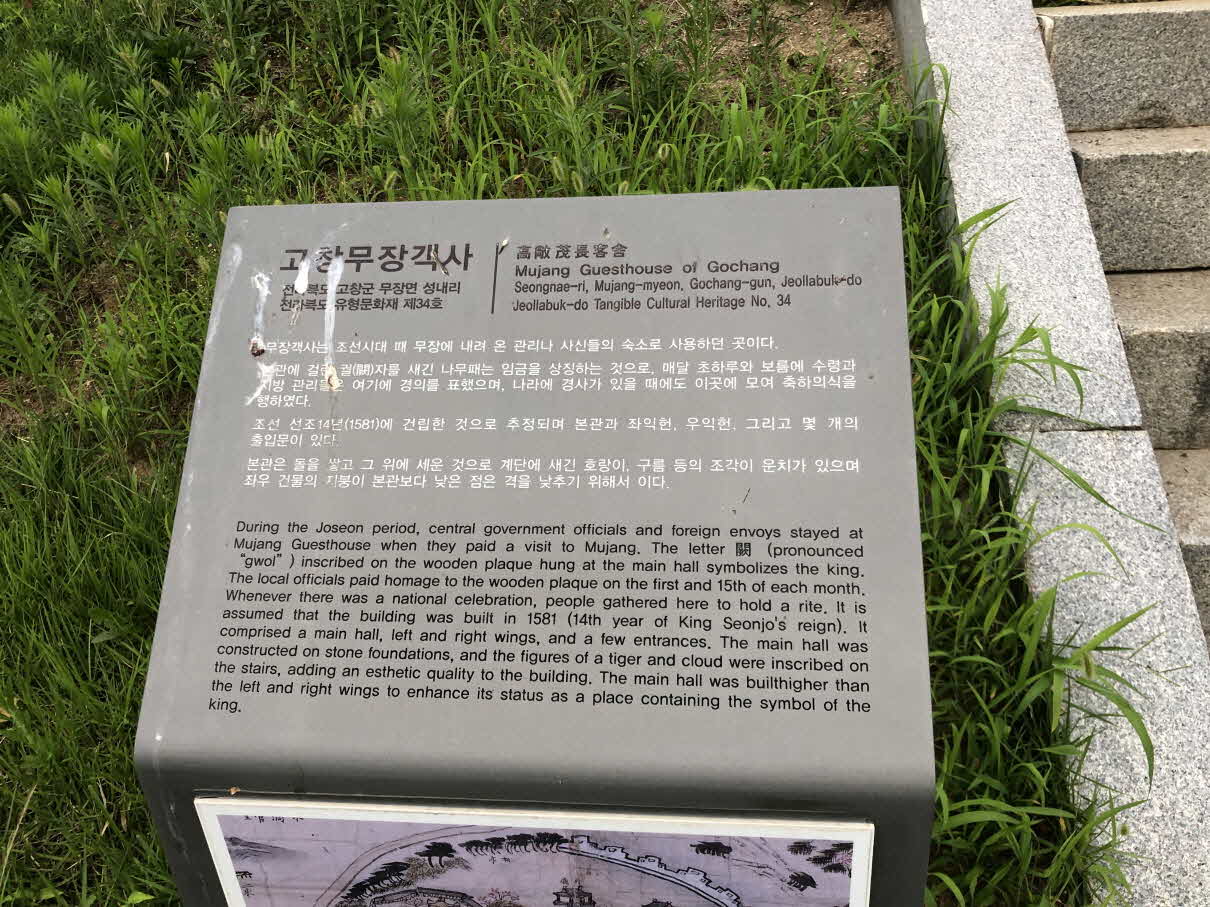 고창무장객사
전라북도 고창군 무장면 성내리
전라북도 유형문화재 제34호
高敞茂長客舍
Mujang Guesthouse of Gochang
Seongnae-ri, Mujang-myeon, Gochang-gun, Jeollabuk-do
Jeollabuk-do Tangible Cultural Heritage No. 34
무장객사는 조선시대 때 무장에 내려 온 관리나 사신들의 숙소로 사용하던 곳이다.
본관에 걸린 궐(闕)자를 새긴 나무패는 임금을 상징하는 것으로, 매달 초하루와 보름에 수령과
지방 관리들은 여기에 경의를 표했으며, 나라에 경사가 있을 때에도 이곳에 모여 축하의식을
행하였다.
조선 선조14년(1581)에 건립한 것으로 추정되며 본관과 좌익헌, 우익헌, 그리고 몇 개의
출입문이 있다.
본관은 돌을 쌓고 그 위에 세운 것으로 계단에 새긴 호랑이, 구름 등의 조각이 운치가 있으며
좌우 건물의 지붕이 본관보다 낮은 점은 격을 낮추기 위해서 이다.
During the Joseon period, central government officials and foreign envoys stayed at
Mujang Guesthouse when they paid a visit to Mujang. The letter 闕 (pronounced
“gwol”) inscribed on the wooden plaque hung at the main hall symbolizes the king.
The local officials paid homage to the wooden plaque on the first and 15th of each month.
Whenever there was a national celebration, people gathered here to hold a rite. It is
assumed that the building was built in 1581 (14th year of King Seonjo's reign). It
comprised a main hall, left and right wings, and a few entrances. The main hall was
constructed on stone foundations, and the figures of a tiger and cloud were inscribed on
the stairs, adding an esthetic quality to the building. The main hall was builthigher than
the left and right wings to enhance its status as a place containing the symbol of the
king.